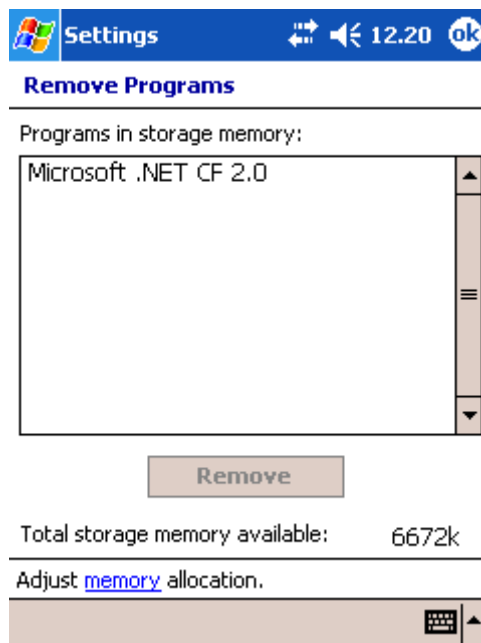 Settings 12.20 ok
Remove Programs
Programs in storage memory:
Microsoft .NET CF 2.0
Remove
Total storage memory available: 6672k
Adjust memory allocation.